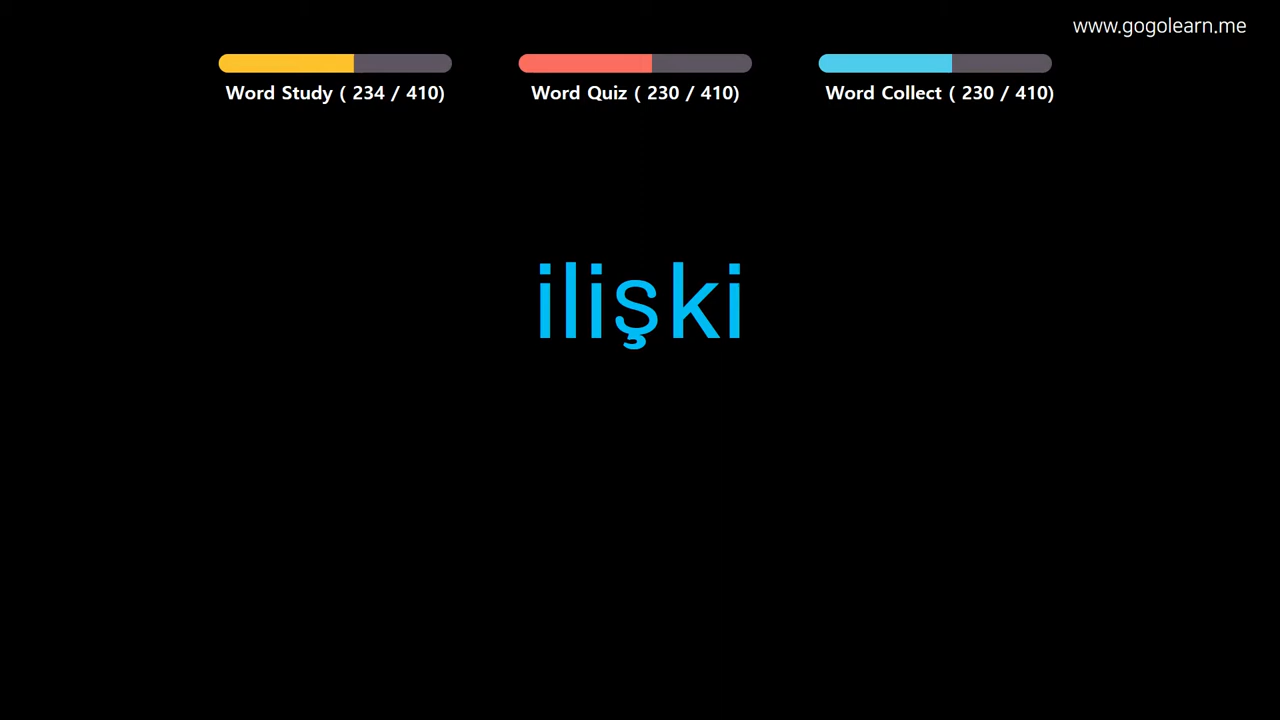 www.gogolearn.me
Word Study ( 234 / 410)
Word Quiz ( 230 / 410)
Word Collect ( 230 / 410)
ilişki